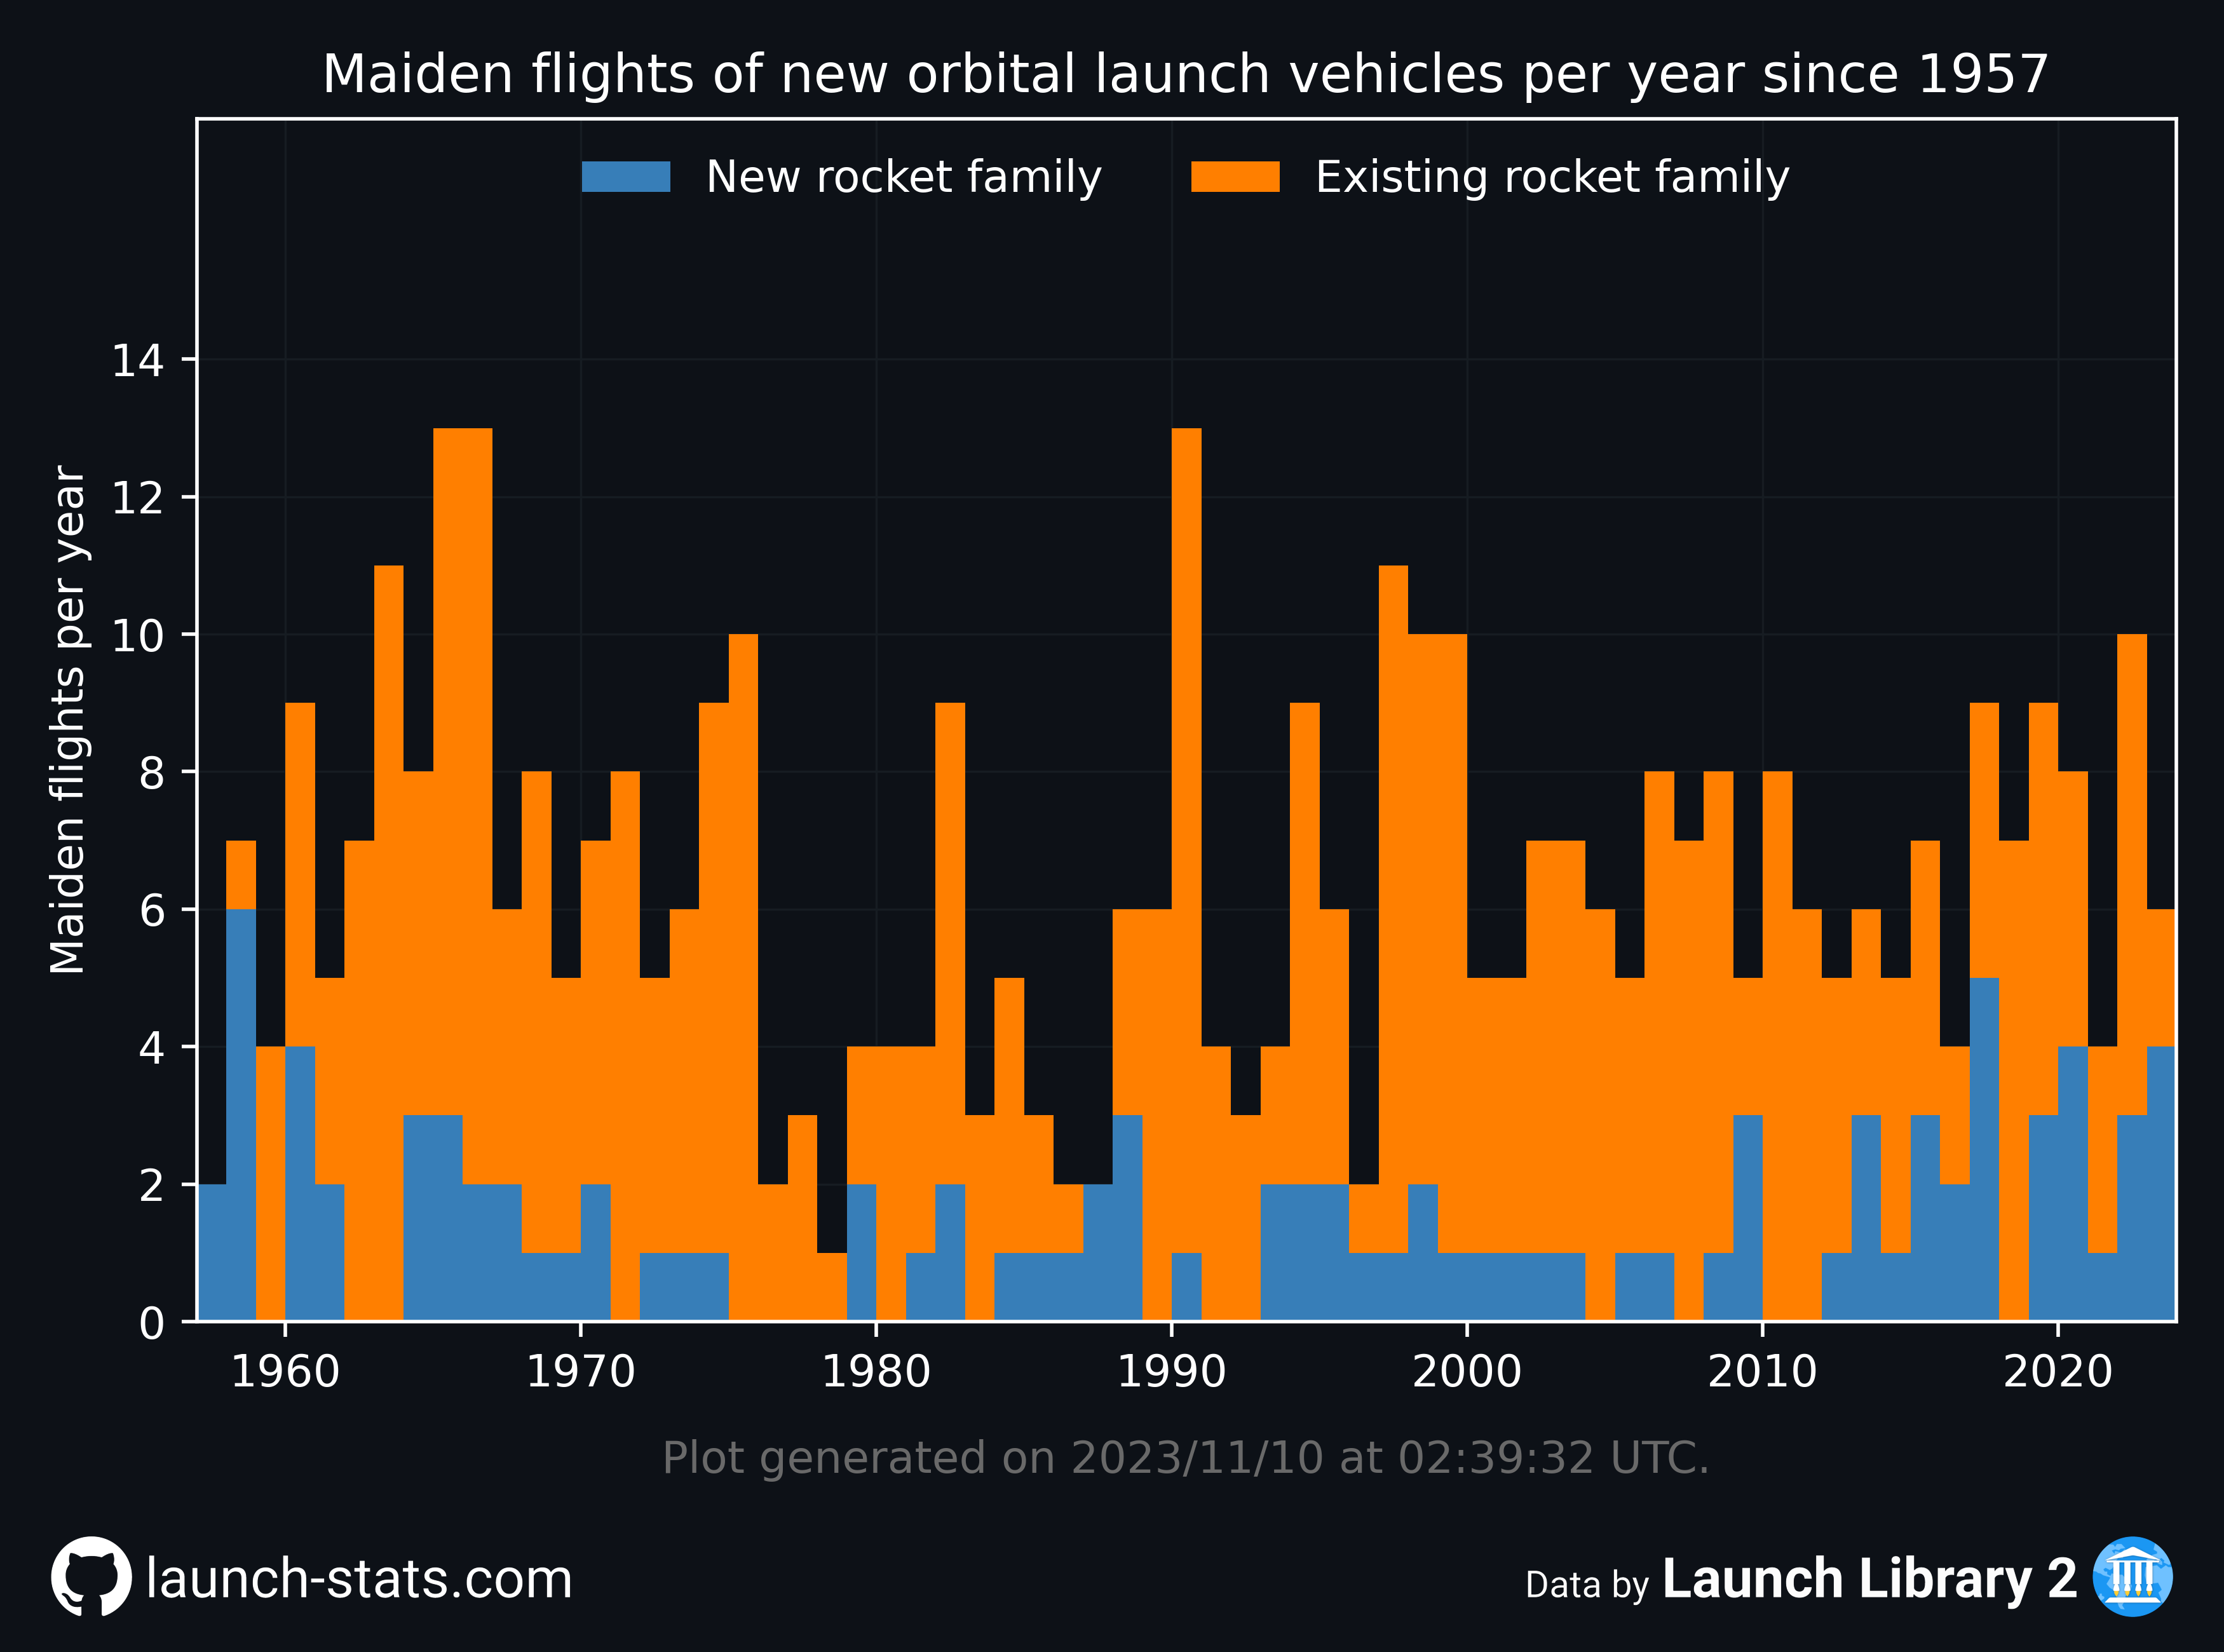 Maiden flights of new orbital launch vehicles per year since 1957
New rocket family
Existing rocket family
Maiden flights per year
14
12
10
8
6
4
2
0
1960 1970 1980 1990 2000 2010 2020
Plot generated on 2023/11/10 at 02:39:32 UTC.
launch-stats.com
Data by Launch Library 2